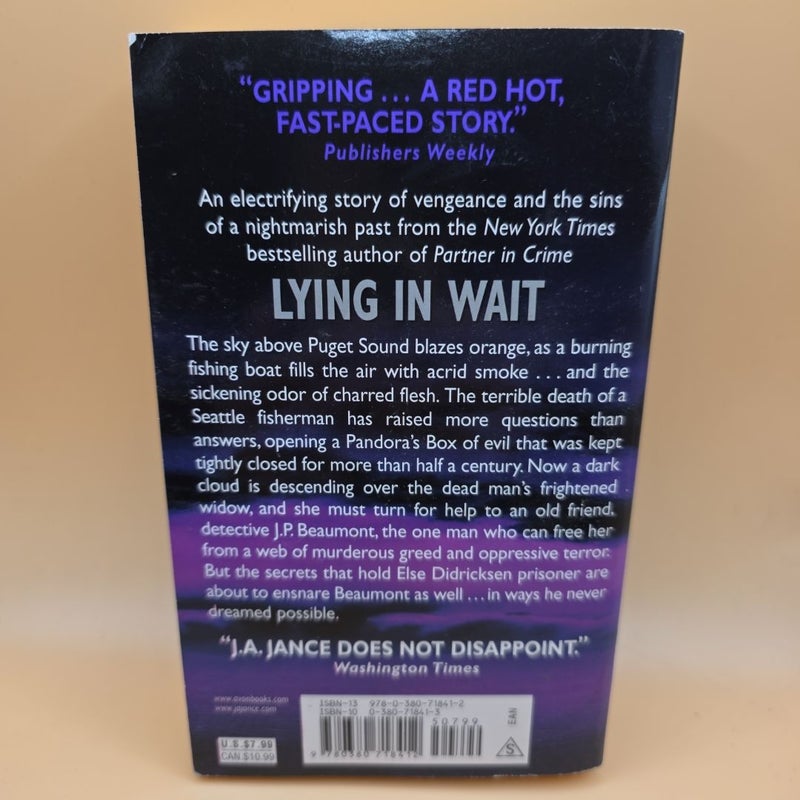 “GRIPPING ... A RED HOT,
FAST-PACED STORY.”
Publishers Weekly
An electrifying story of vengeance and the sins
of a nightmarish past from the New York Times
bestselling author of Partner in Crime
LYING IN WAIT
The sky above Puget Sound blazes orange, as a burning
fishing boat fills the air with acrid smoke ... and the
sickening odor of charred flesh. The terrible death of a
Seattle fisherman has raised more questions than
answers, opening a Pandora’s Box of evil that was kept
tightly closed for more than half a century. Now a dark
cloud is descending over the dead man’s frightened
widow, and she must turn for help to an old friend,
detective J.P. Beaumont, the one man who can free her
from a web of murderous greed and oppressive terror.
But the secrets that hold Else Didricksen prisoner are
about to ensnare Beaumont as well ... in ways he never
dreamed possible.
“J.A. JANCE DOES NOT DISAPPOINT.”
Washington Times
www.avonbooks.com
www.jajance.com
ISBN-13 978-0-380-71841-2
ISBN-10 0-380-71841-3
50799
EAN
9 780380 718412
S
U.S. $7.99
CAN $10.99